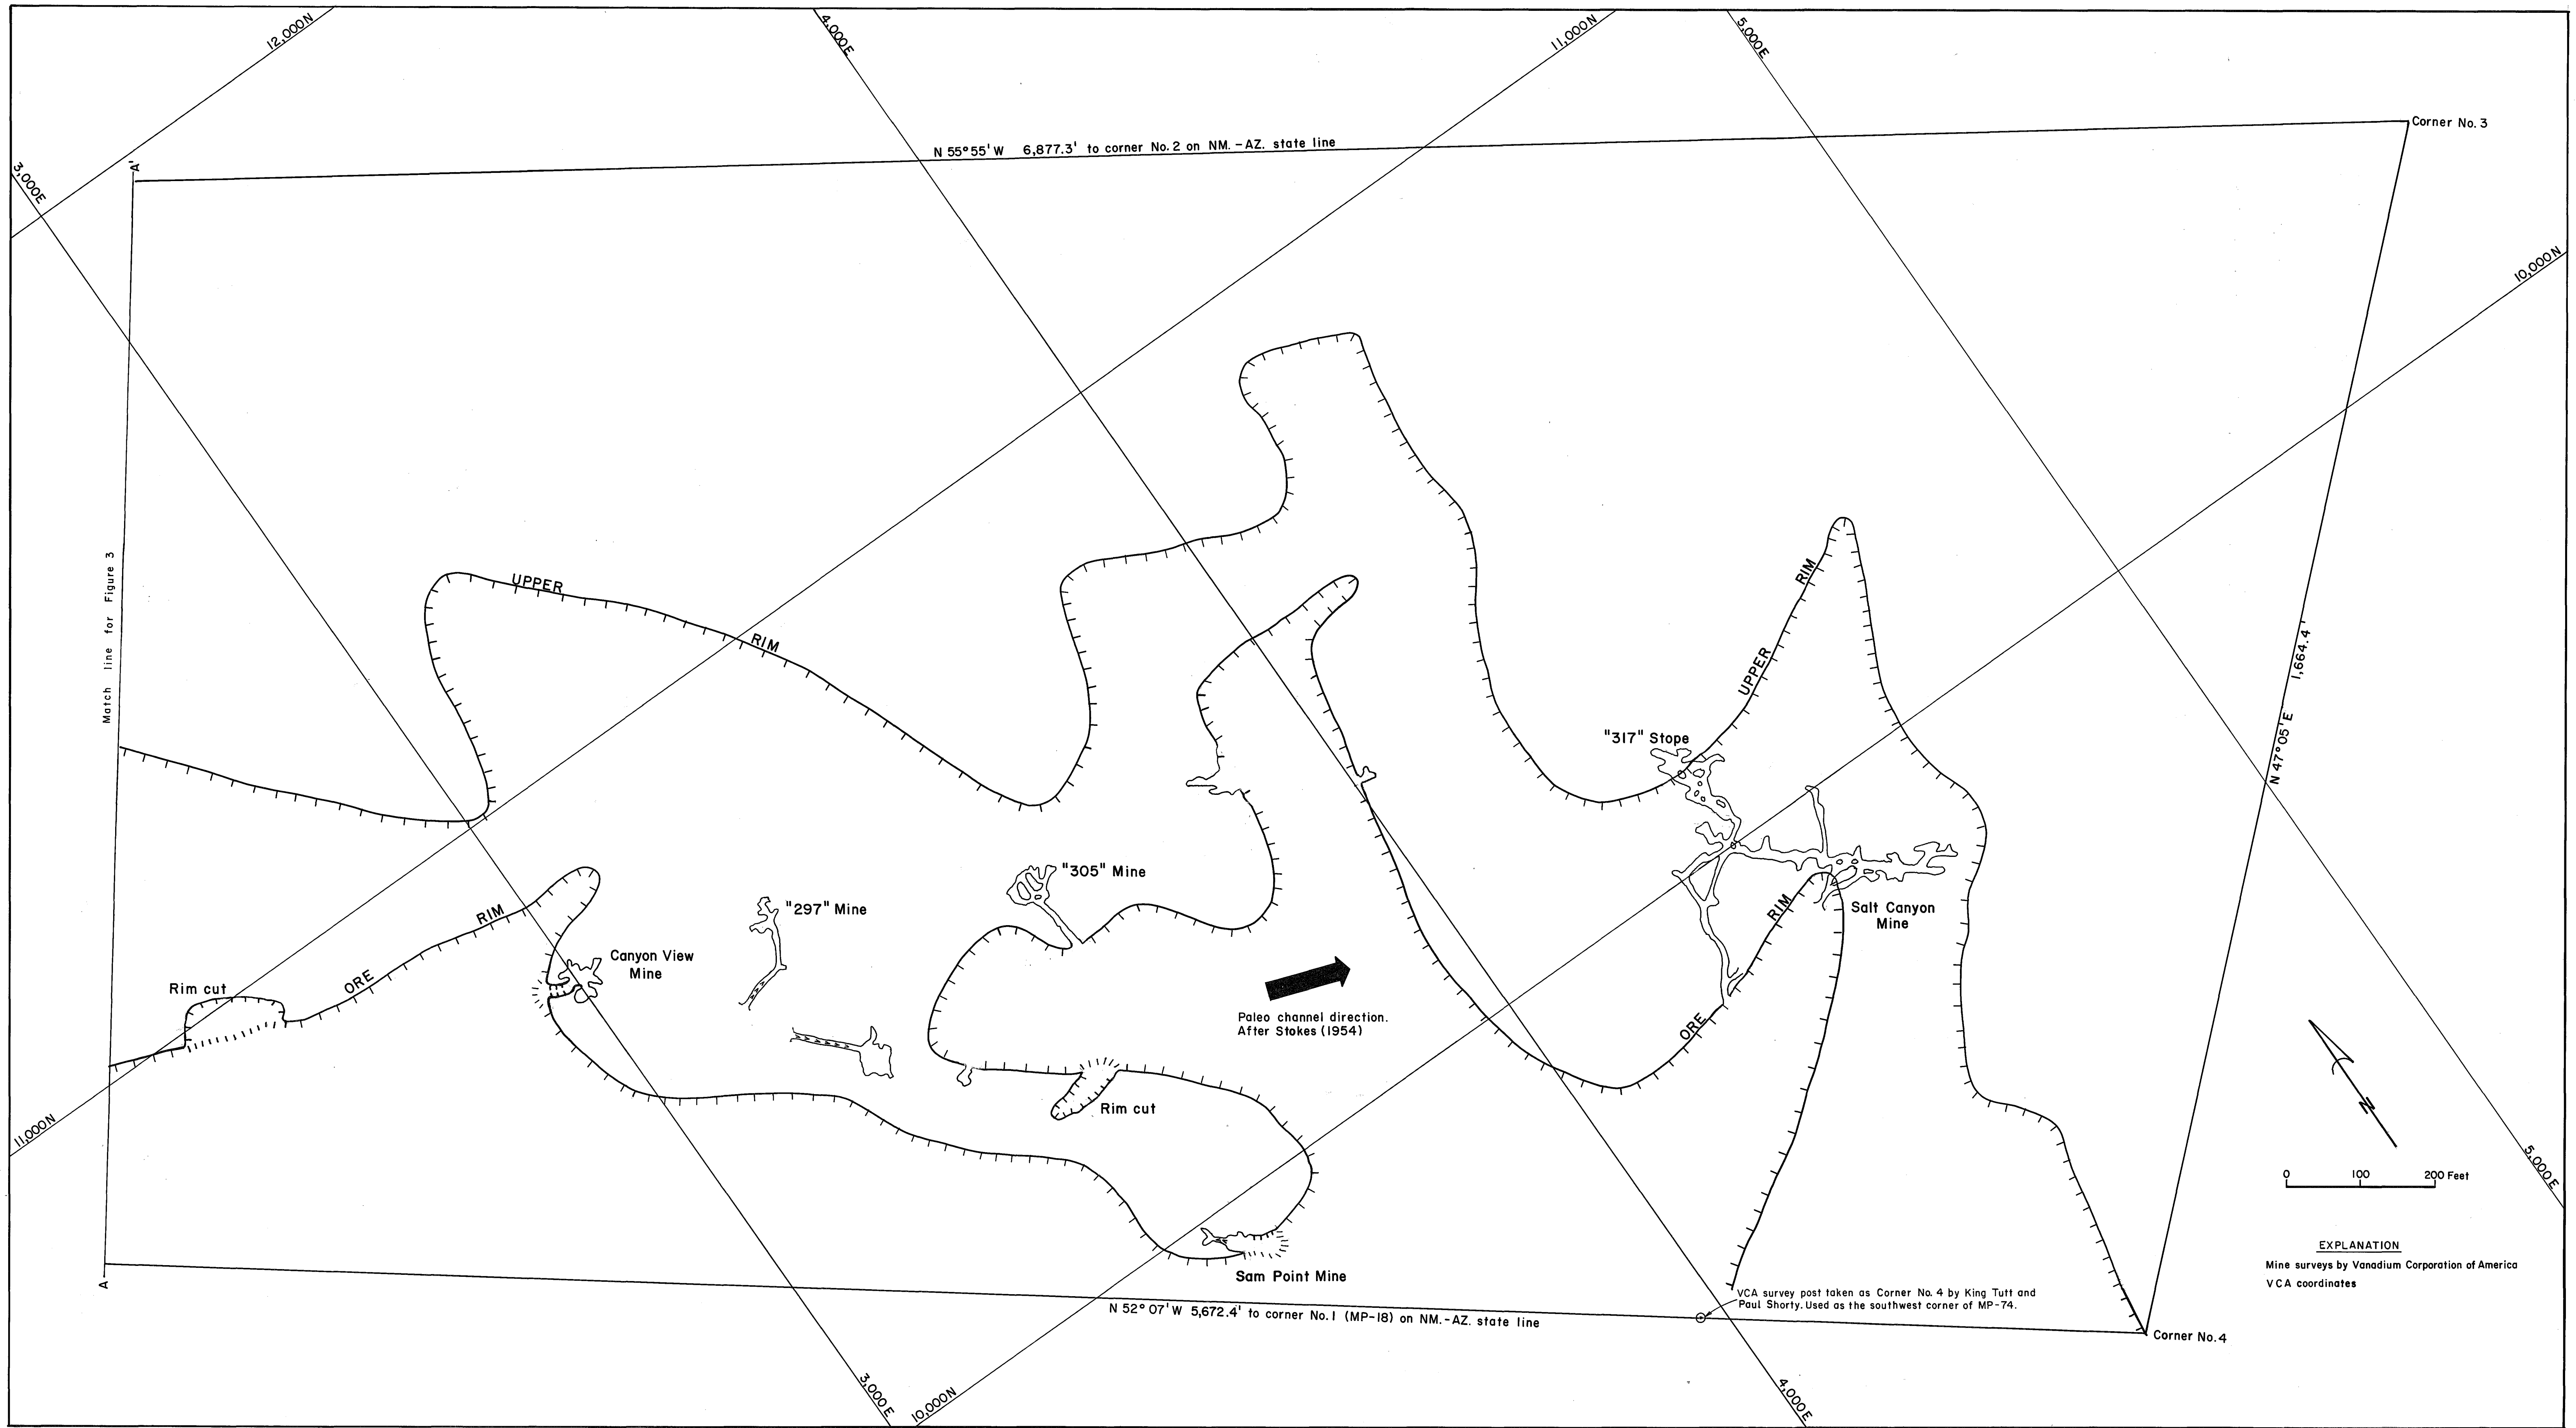 12,000N
4,000E
11,000N
5,000E
Corner No. 3
N 55°55'W 6,877.3' to corner No. 2 on NM. - AZ. state line
'A'
3,000E
10,000N
Match line for Figure 3
UPPER
RIM
RIM
UPPER
1,664.4'
N 47°05'E
"317" Stope
"305" Mine
"297" Mine
RIM
RIM
Salt Canyon
Mine
Canyon View
Mine
ORE
Rim cut
Paleo channel direction.
After Stokes (1954)
ORE
N
Rim cut
11,000N
5,000E
0 100 200 Feet
Sam Point Mine
EXPLANATION
Mine surveys by Vanadium Corporation of America
VCA coordinates
A
VCA survey post taken as Corner No. 4 by King Tutt and
Paul Shorty. Used as the southwest corner of MP-74.
N 52° 07'W 5,672.4' to corner No. 1 (MP-18) on NM.-AZ. state line
Corner No. 4
3,000E
10,000N
4,000E